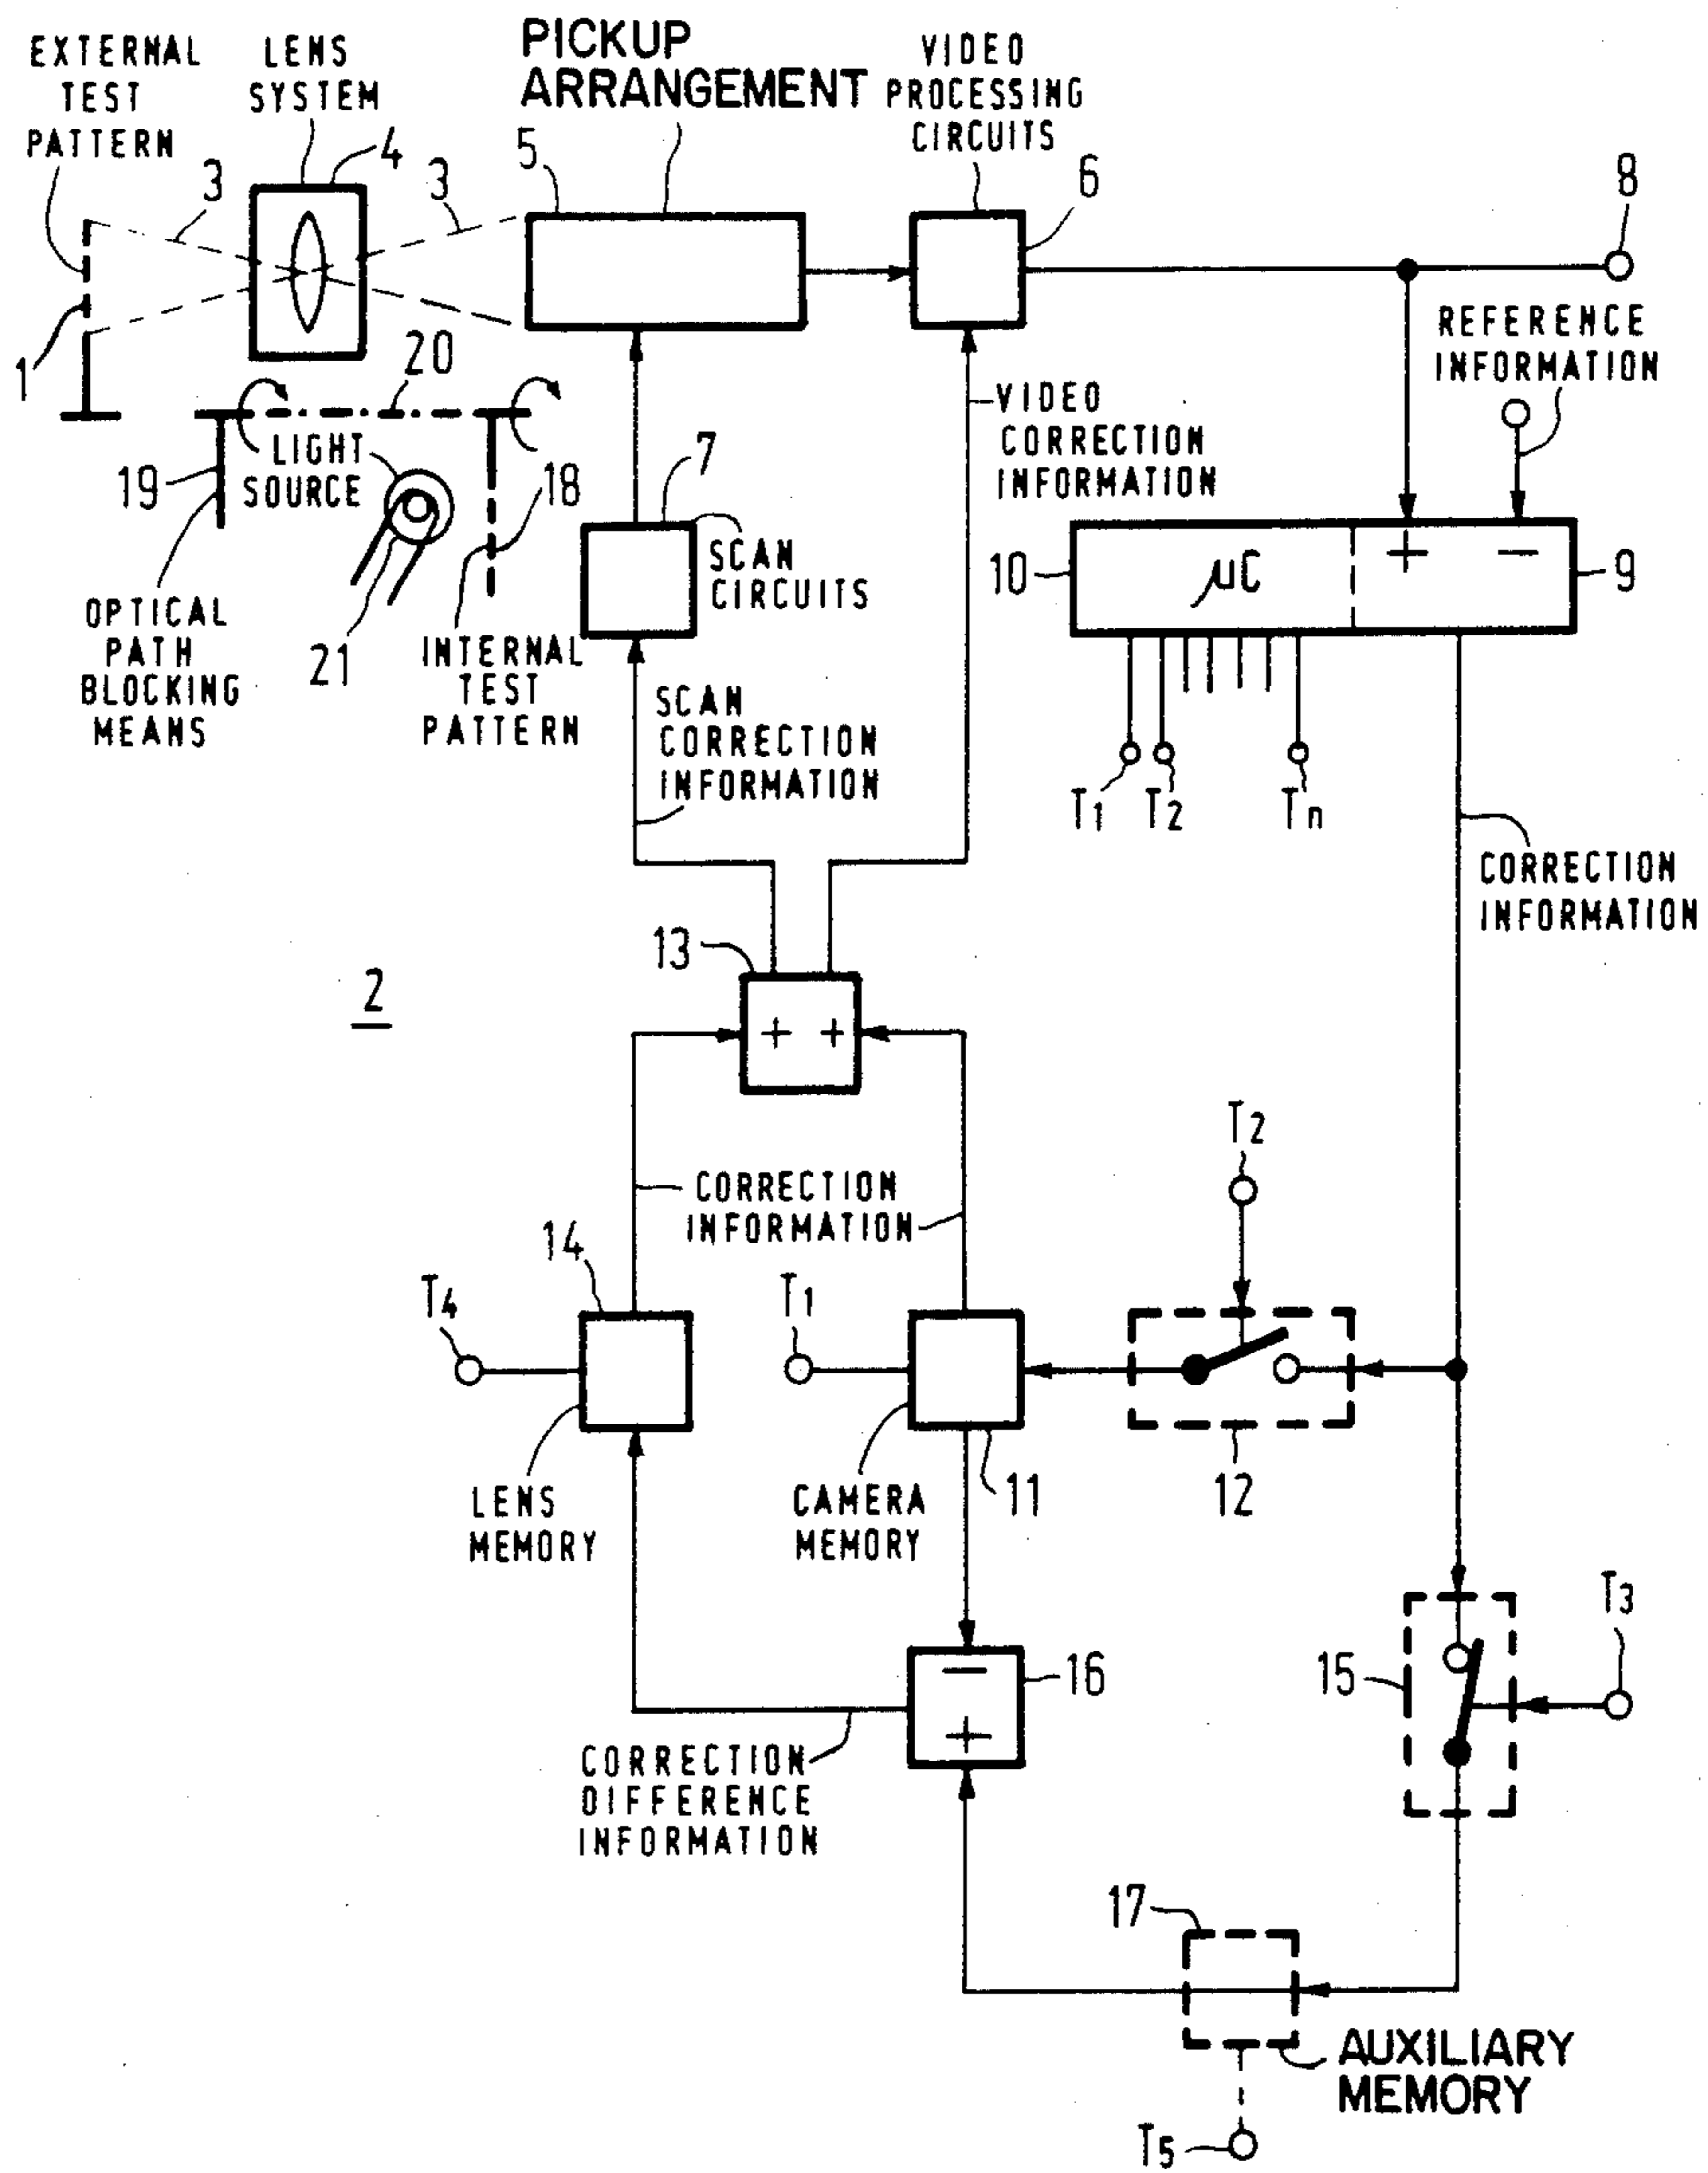 EXTERNAL
TEST
PATTERN
LENS
SYSTEM
PICKUP
ARRANGEMENT
VIDEO
PROCESSING
CIRCUITS
3
4
3
5
6
8
1
20
REFERENCE
INFORMATION
LIGHT
SOURCE
19
18
7
VIDEO
CORRECTION
INFORMATION
SCAN
CIRCUITS
10
µC
+
−
9
OPTICAL
PATH
BLOCKING
MEANS
21
INTERNAL
TEST
PATTERN
SCAN
CORRECTION
INFORMATION
T1
T2
Tn
CORRECTION
INFORMATION
13
2
+ +
T2
CORRECTION
INFORMATION
14
T4
T1
LENS
MEMORY
CAMERA
MEMORY
11
12
T3
15
−
16
+
CORRECTION
DIFFERENCE
INFORMATION
17
AUXILIARY
MEMORY
T5